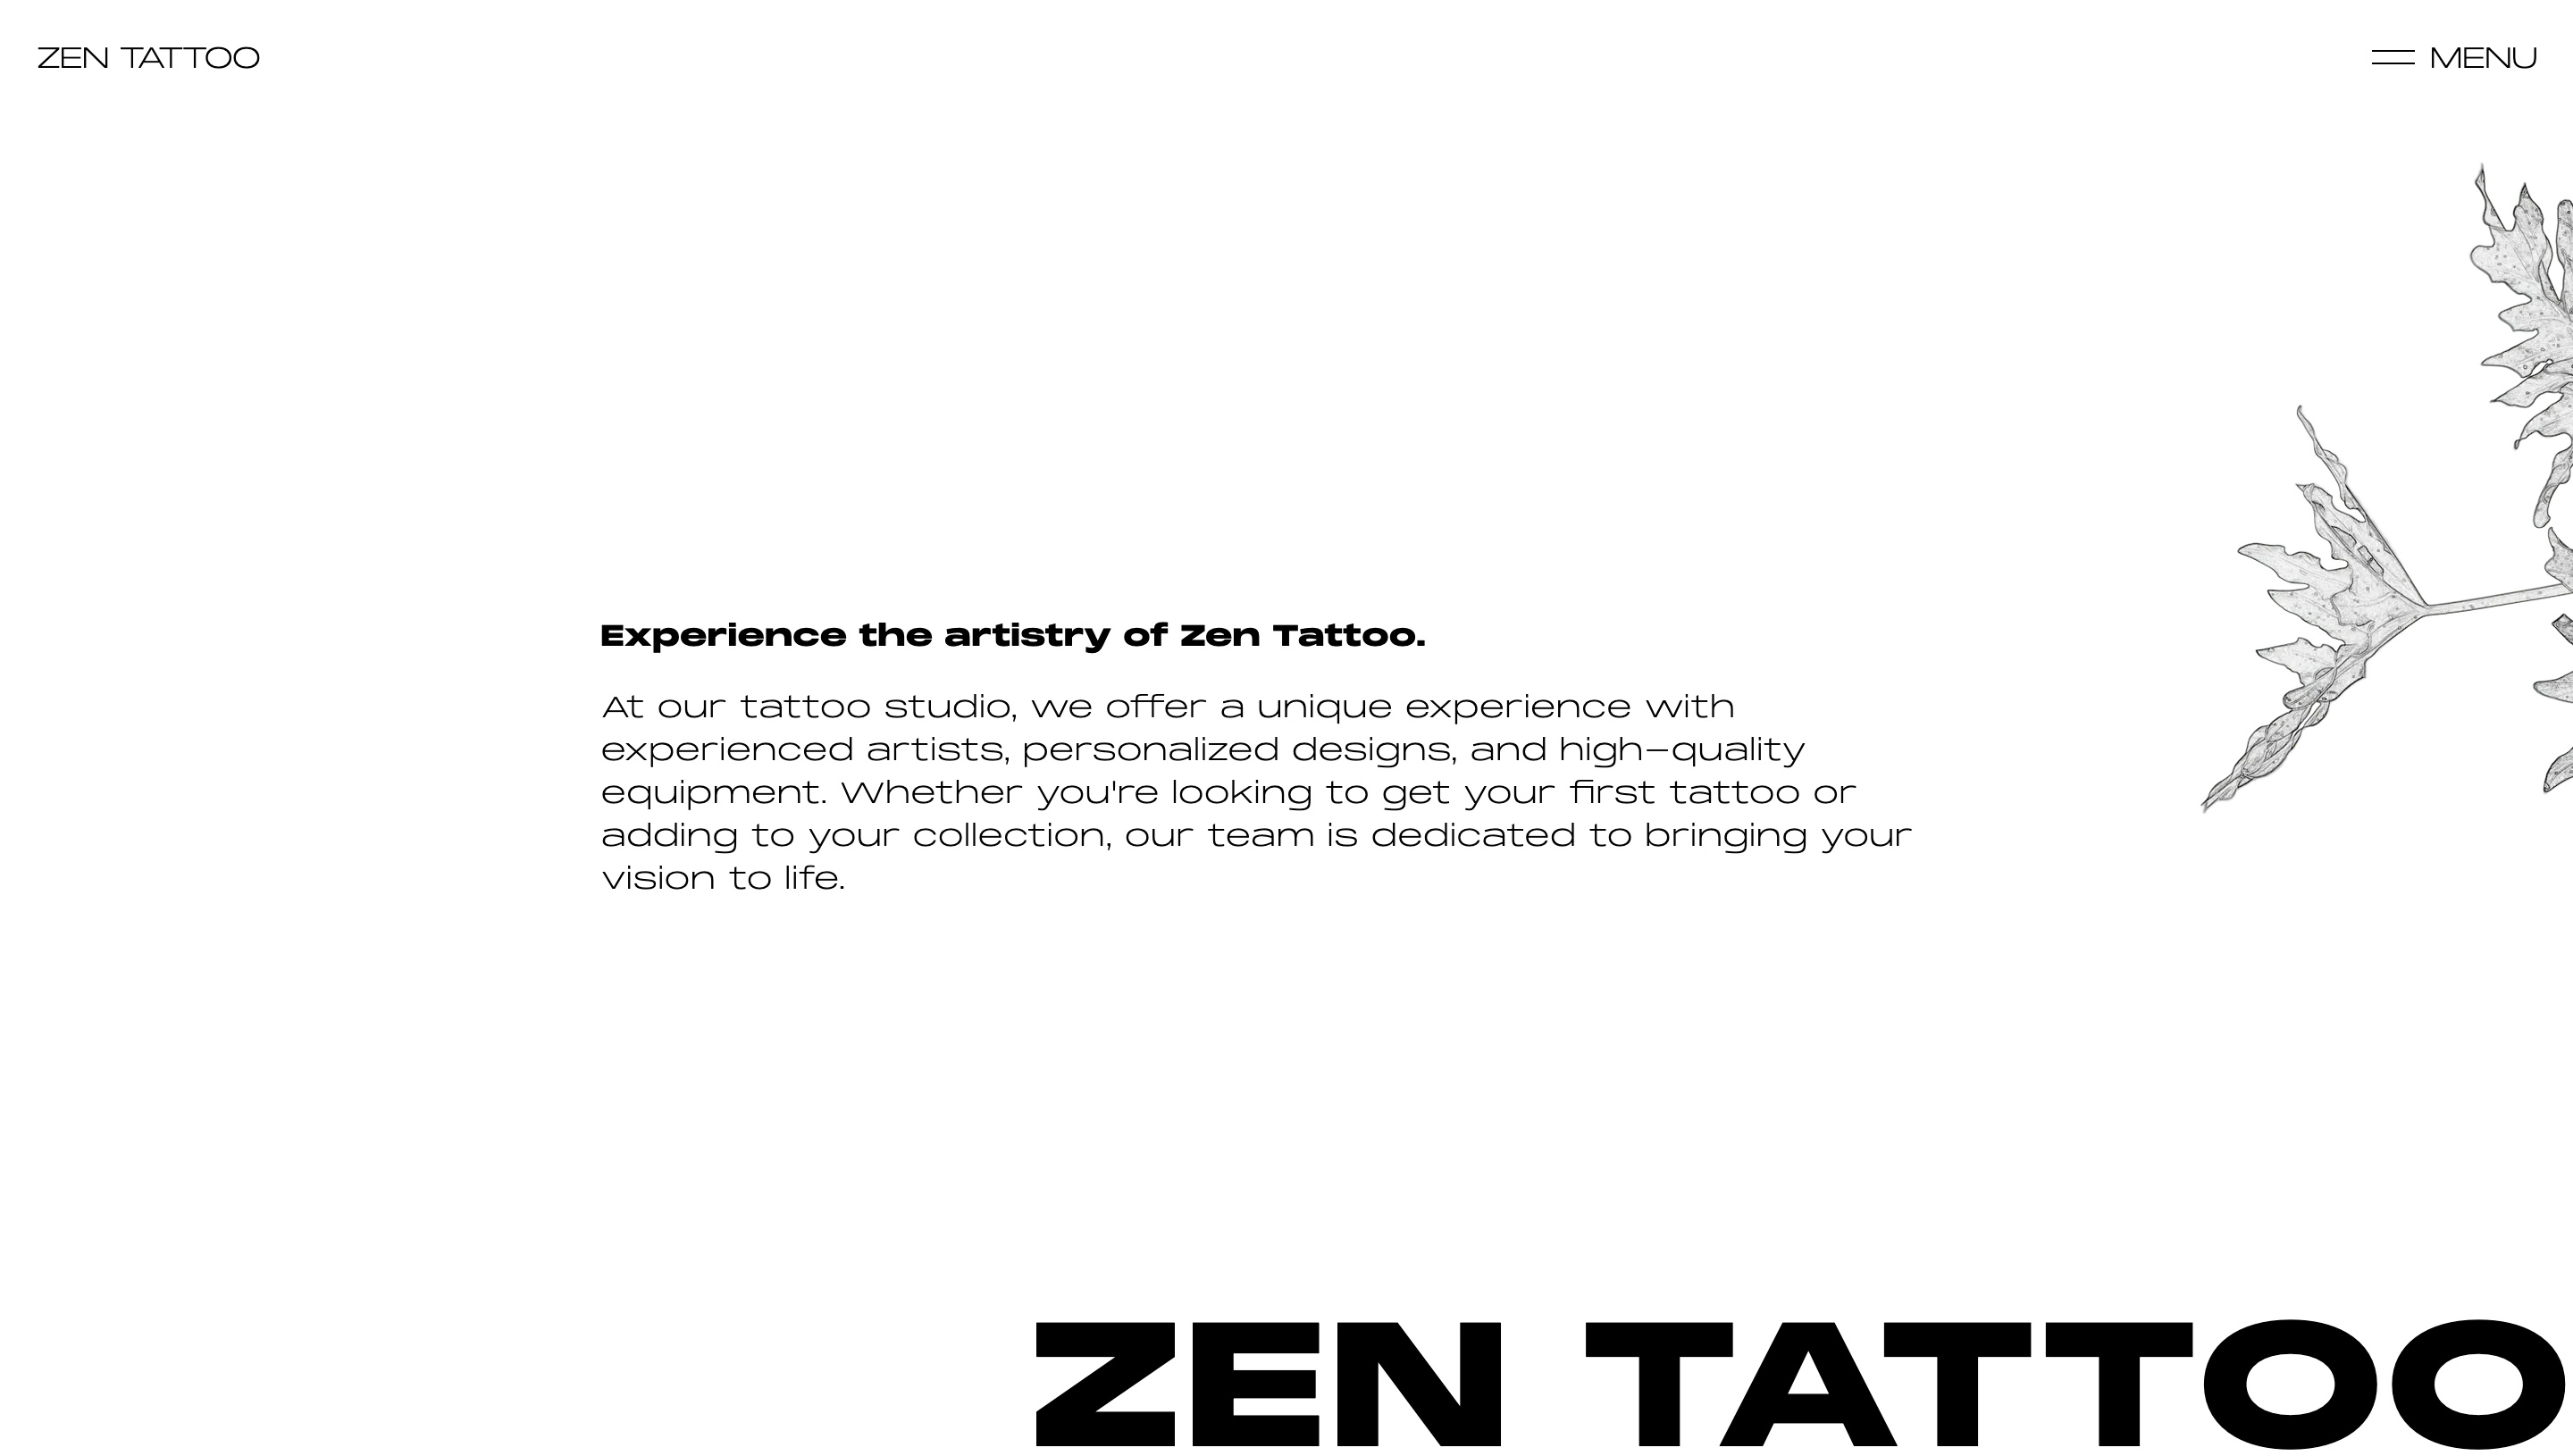 ZEN TATTOO
MENU
Experience the artistry of Zen Tattoo.
At our tattoo studio, we offer a unique experience with
experienced artists, personalized designs, and high-quality
equipment. Whether you're looking to get your first tattoo or
adding to your collection, our team is dedicated to bringing your
vision to life.
ZEN TATTOO